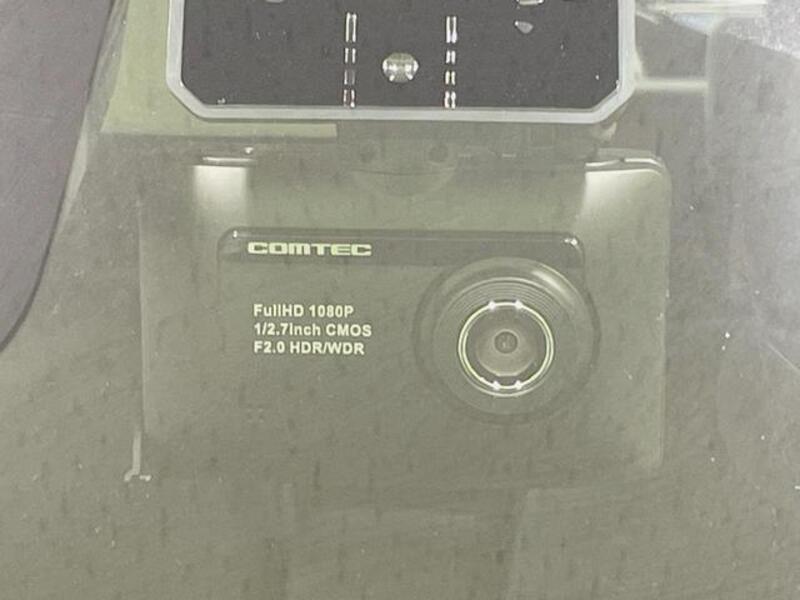 COMTEC
FullHD 1080P
1/2.7inch CMOS
F2.0 HDR/WDR